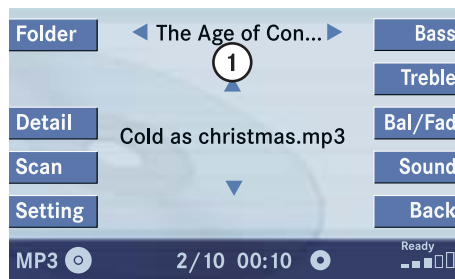 Folder
The Age of Con...
Bass
1
Treble
Detail
Cold as christmas.mp3
Bal/Fad
Scan
Sound
Setting
Back
MP3
2/10 00:10
Ready